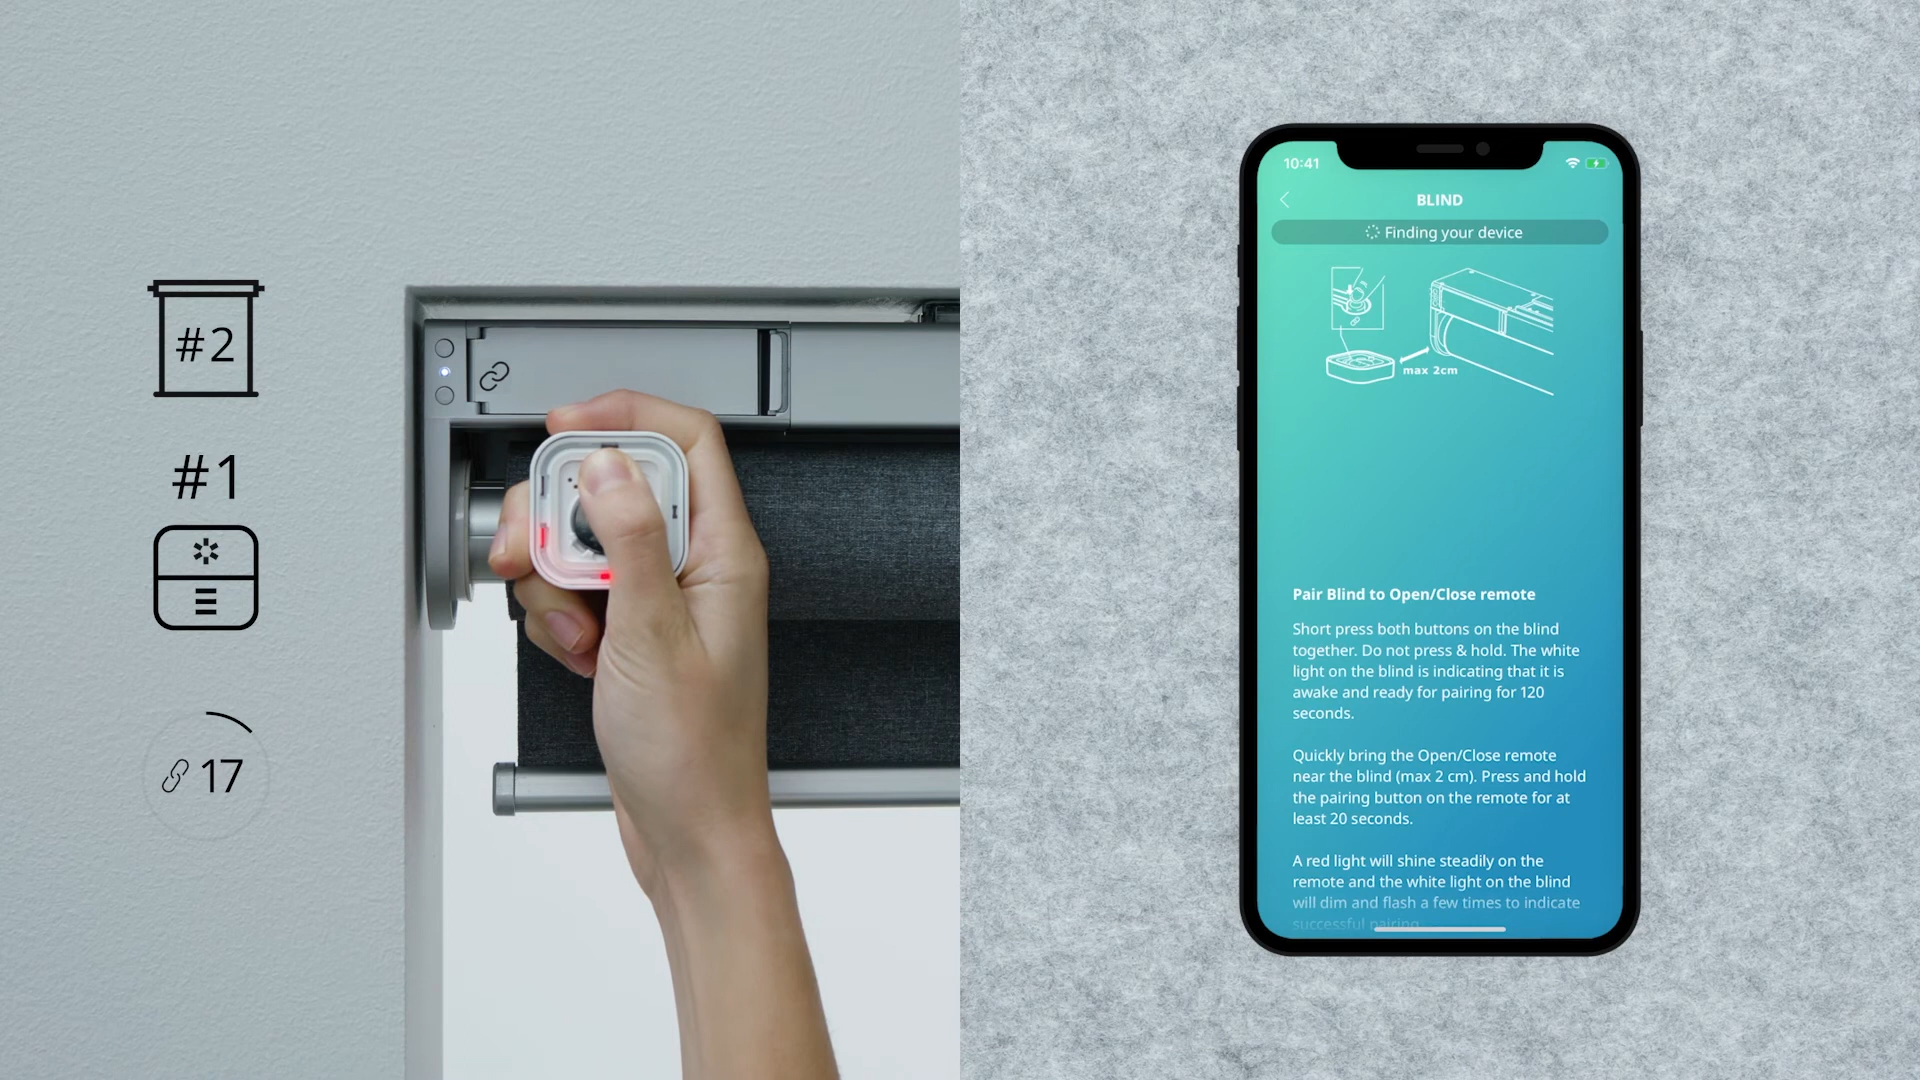 #2
#1
17
10:41
BLIND
Finding your device
max 2cm
Pair Blind to Open/Close remote
Short press both buttons on the blind
together. Do not press & hold. The white
light on the blind is indicating that it is
awake and ready for pairing for 120
seconds.
Quickly bring the Open/Close remote
near the blind (max 2 cm). Press and hold
the pairing button on the remote for at
least 20 seconds.
A red light will shine steadily on the
remote and the white light on the blind
will dim and flash a few times to indicate
successful pairing.